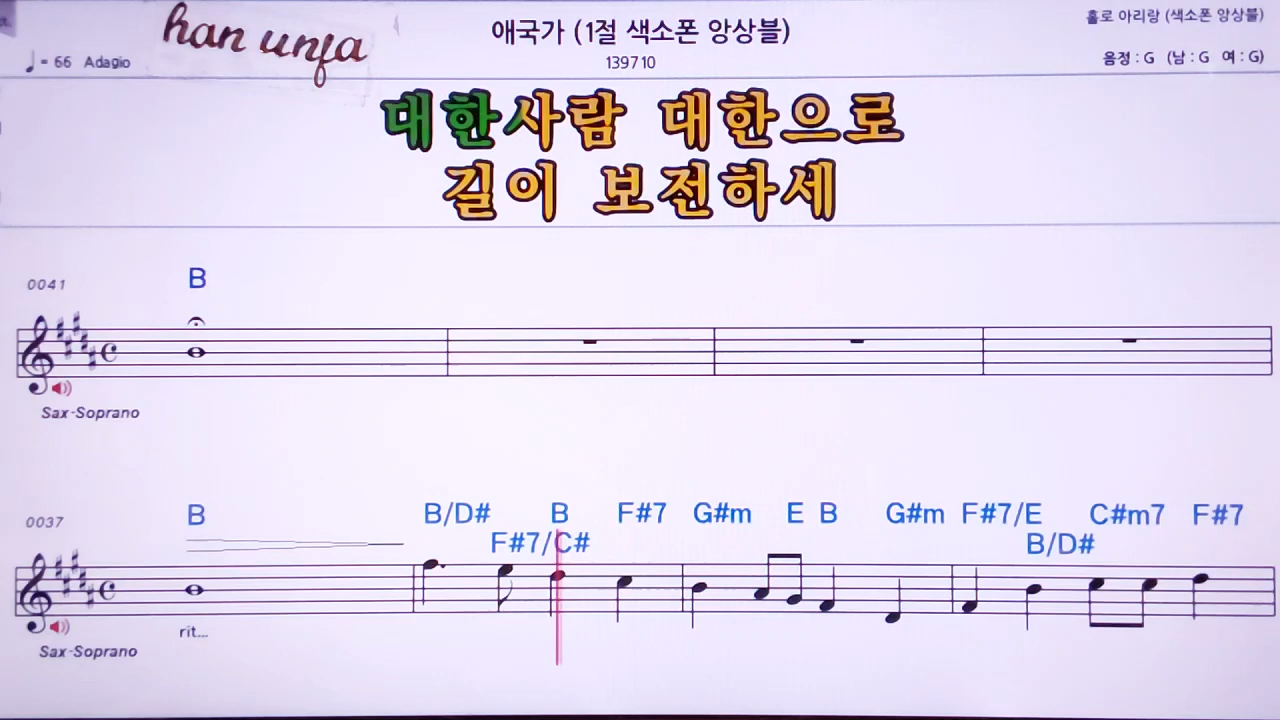 han unja
애국가 (1절 색소폰 앙상블)
홀로 아리랑 (색소폰 앙상블)
♩ = 66 Adagio
139710
음정 : G (남 : G 여 : G)
대한사람 대한으로
길이 보전하세
0041
B
Sax-Soprano
0037
B B/D# B F#7 G#m E B G#m F#7/E C#m7 F#7
F#7/C# B/D#
rit...
Sax-Soprano